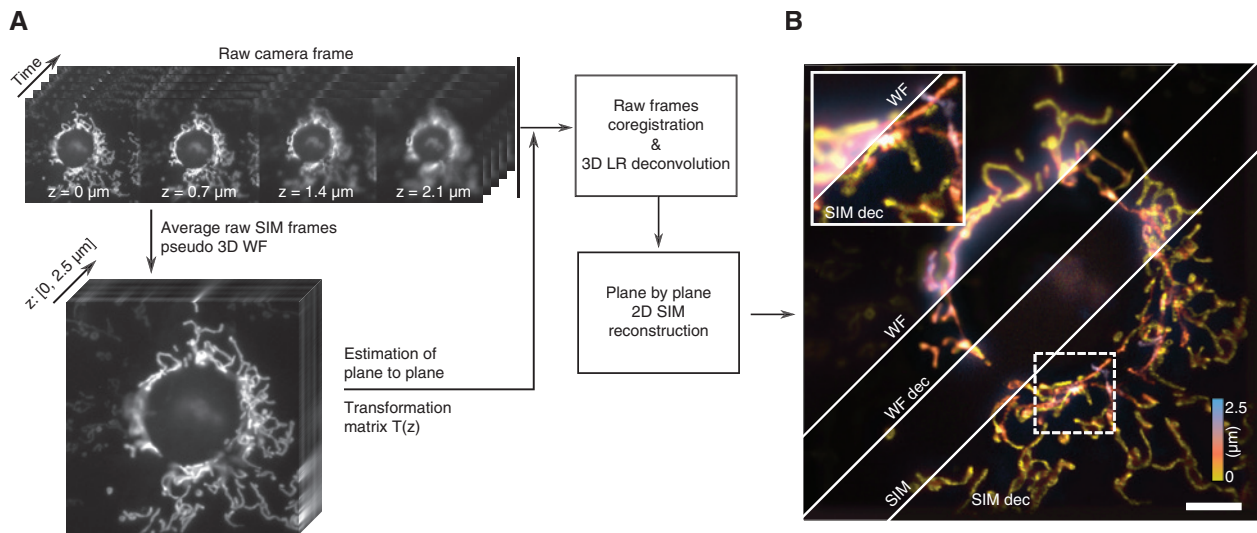 A
B
Raw camera frame
Time
z = 0 µm
z = 0.7 µm
z = 1.4 µm
z = 2.1 µm
Average raw SIM frames
pseudo 3D WF
z: [0, 2.5 µm]
Estimation of
plane to plane
Transformation
matrix T(z)
Raw frames
coregistration
&
3D LR deconvolution
Plane by plane
2D SIM
reconstruction
WF
SIM dec
WF
WF dec
SIM
SIM dec
2.5
(µm)
0